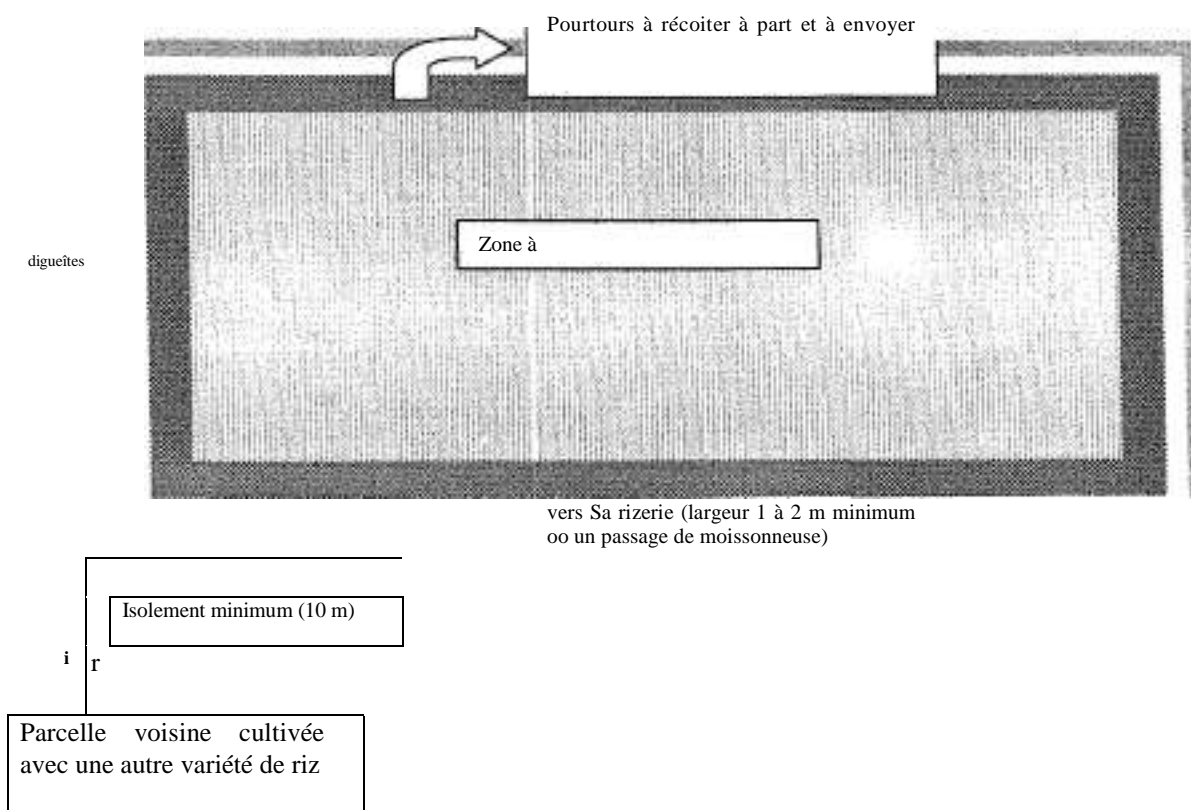 Pourtours à récoiter à part et à envoyer
Zone à
digueîtes
vers Sa rizerie (largeur 1 à 2 m minimum
oo un passage de moissonneuse)
Isolement minimum (10 m)
i r
Parcelle voisine cultivée
avec une autre variété de riz